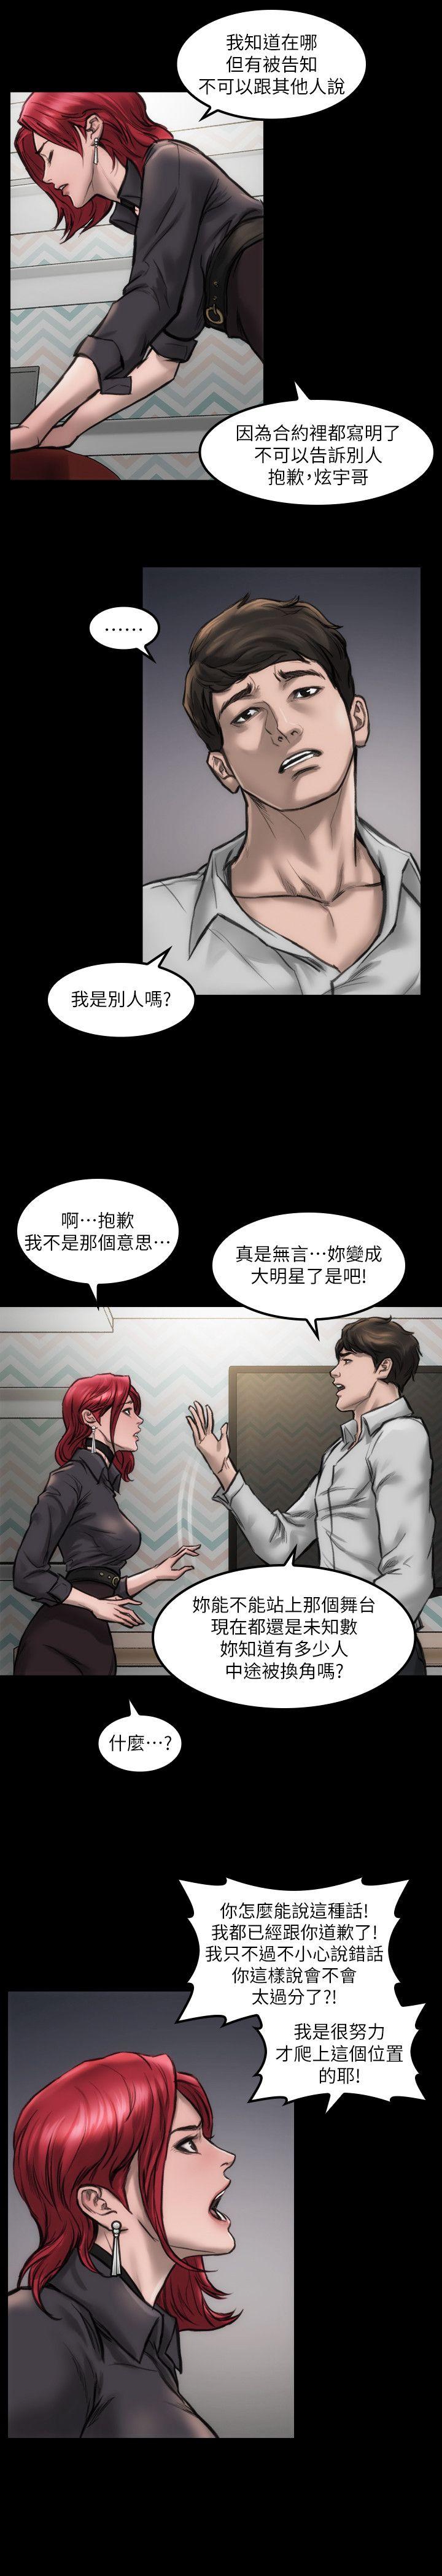 我知道在哪
但有被告知
不可以跟其他人說
因為合約裡都寫明了
不可以告訴別人
抱歉,炫宇哥
⋯⋯
我是別人嗎?
啊⋯抱歉
我不是那個意思⋯
真是無言⋯妳變成
大明星了是吧!
妳能不能站上那個舞台
現在都還是未知數
妳知道有多少人
中途被換角嗎?
什麼⋯?
你怎麼能說這種話!
我都已經跟你道歉了!
我只不過不小心說錯話
你這樣說會不會
太過分了?!
我是很努力
才爬上這個位置
的耶!